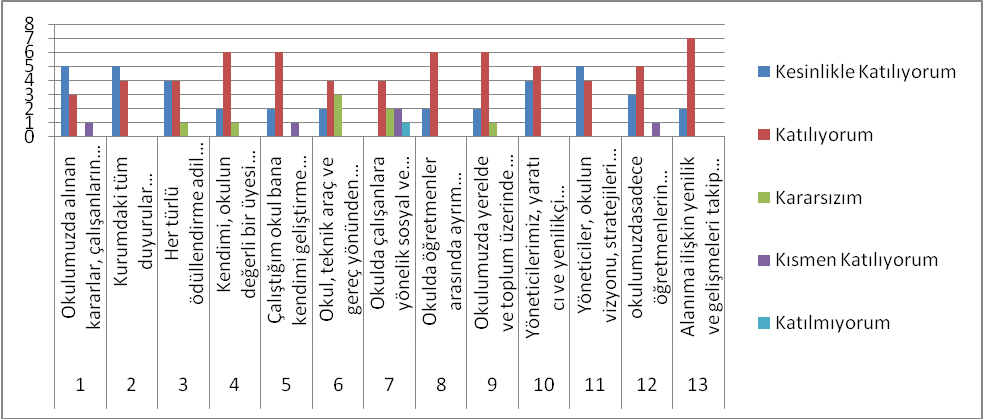 8
7
6
5
4
3
2
1
0
Okulumuzda alınan
kararlar, çalışanların…
Kurumdaki tüm
duyurular…
Her türlü
ödüllendirme adil…
Kendimi, okulun
değerli bir üyesi…
Çalıştığım okul bana
kendimi geliştirme…
Okul, teknik araç ve
gereç yönünden…
Okulda çalışanlara
yönelik sosyal ve…
Okulda öğretmenler
arasında ayrım…
Okulumuzda yerelde
ve toplum üzerinde…
Yöneticilerimiz, yaratı
cı ve yenilikçi…
Yöneticiler, okulun
vizyonu, stratejileri…
okulumuzdasadece
öğretmenlerin…
Alanıma ilişkin yenilik
ve gelişmeleri takip…
1 2 3 4 5 6 7 8 9 10 11 12 13
Kesinlikle Katılıyorum
Katılıyorum
Kararsızım
Kısmen Katılıyorum
Katılmıyorum